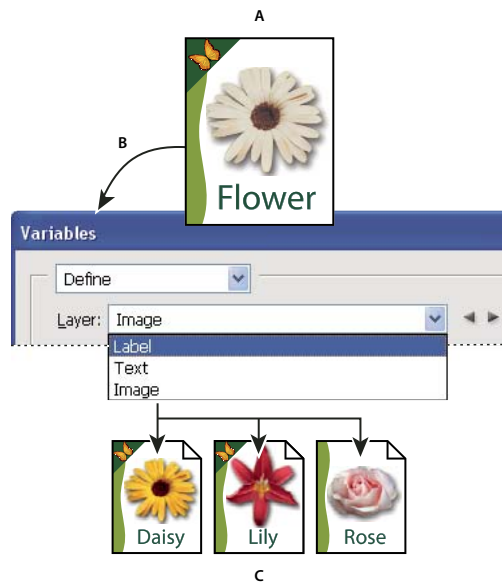 A
B
Flower
Variables
Define
Layer: Image
Label
Text
Image
Daisy
Lily
Rose
C